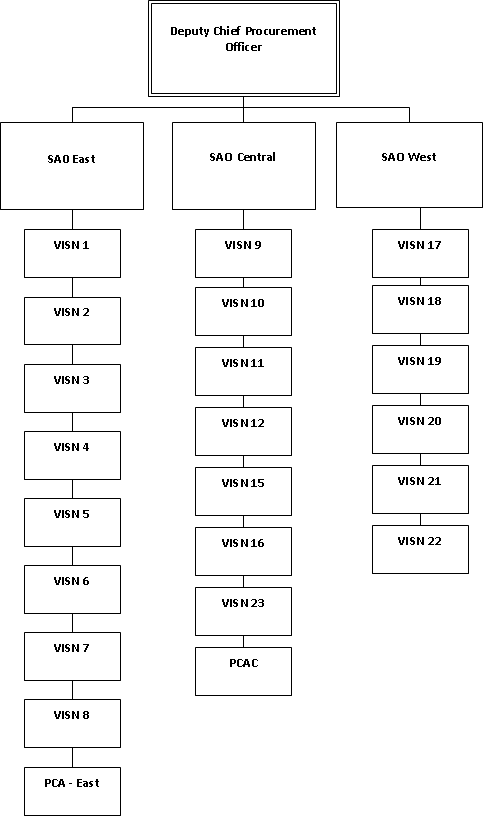 Deputy Chief Procurement
Officer
SAO East
SAO Central
SAO West
VISN 1
VISN 2
VISN 3
VISN 4
VISN 5
VISN 6
VISN 7
VISN 8
PCA - East
VISN 9
VISN 10
VISN 11
VISN 12
VISN 15
VISN 16
VISN 23
PCAC
VISN 17
VISN 18
VISN 19
VISN 20
VISN 21
VISN 22